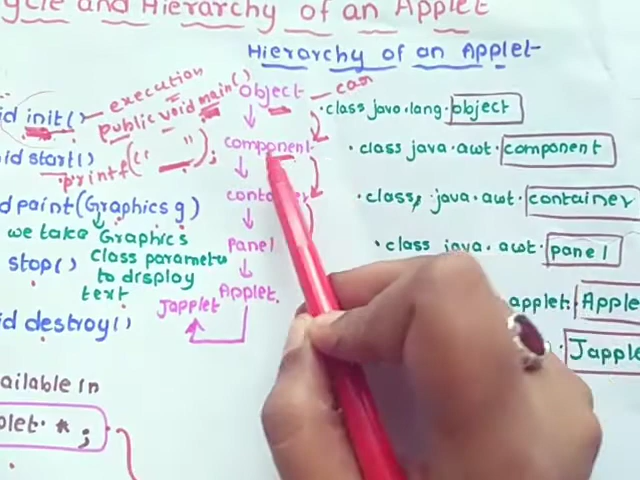 ycle and Hierarchy of an Applet
Hierarchy of an Applet
id init() execution
public void main()
id start()
printf(" ");
d paint(Graphics g)
we take Graphics
class parameter
to display
text
stop()
id destroy()
ailable in
plet. *;
object can
component
panel
Applet.
Japplet
.class java.lang.object
.class java.awt.component
.class java.awt.container
.class java.awt.panel
applet.Apple
.Japple